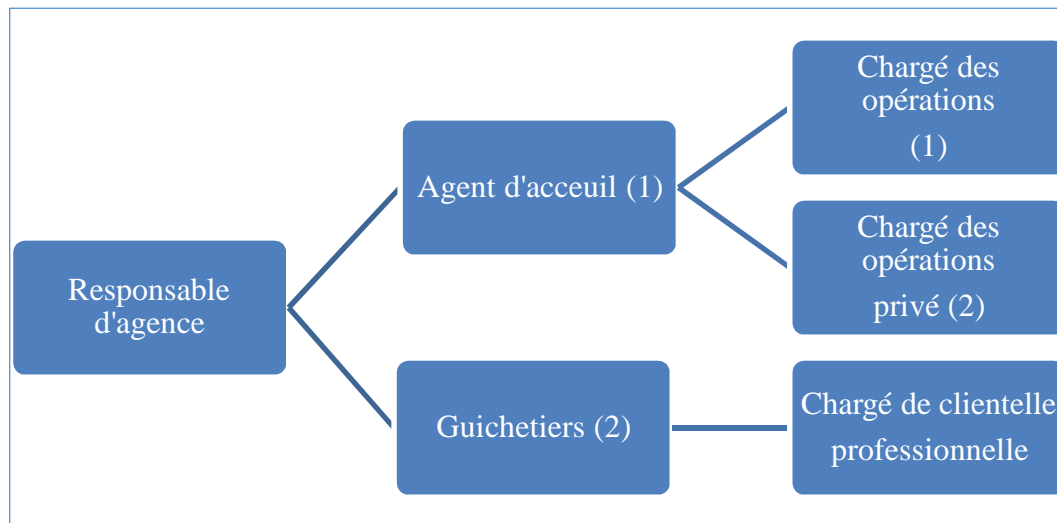 Responsable
d'agence
Agent d'acceuil (1)
Guichetiers (2)
Chargé des
opérations
(1)
Chargé des
opérations
privé (2)
Chargé de clientelle
professionnelle